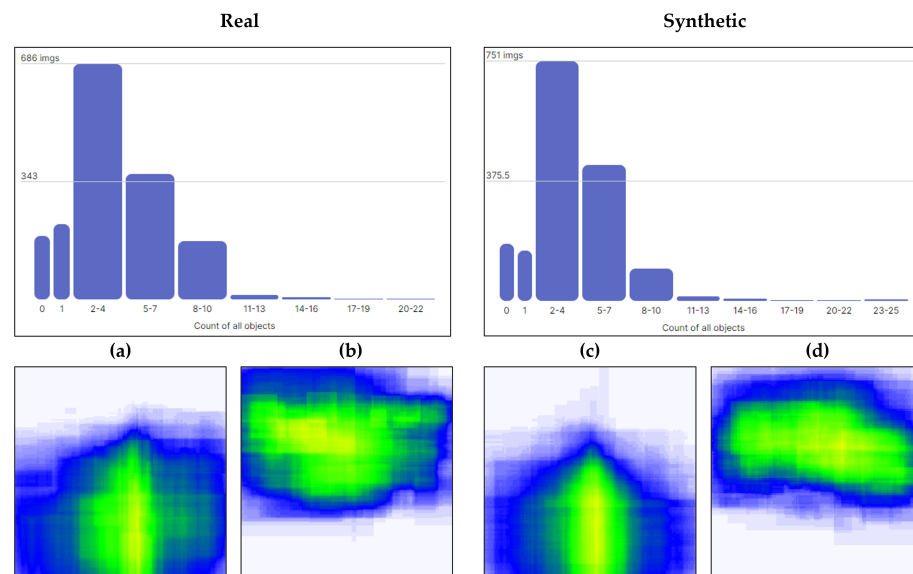 Real
Synthetic
686 imgs
343
0 1 2-4 5-7 8-10 11-13 14-16 17-19 20-22
Count of all objects
751 imgs
375.5
0 1 2-4 5-7 8-10 11-13 14-16 17-19 20-22 23-25
Count of all objects
(a) (b) (c) (d)